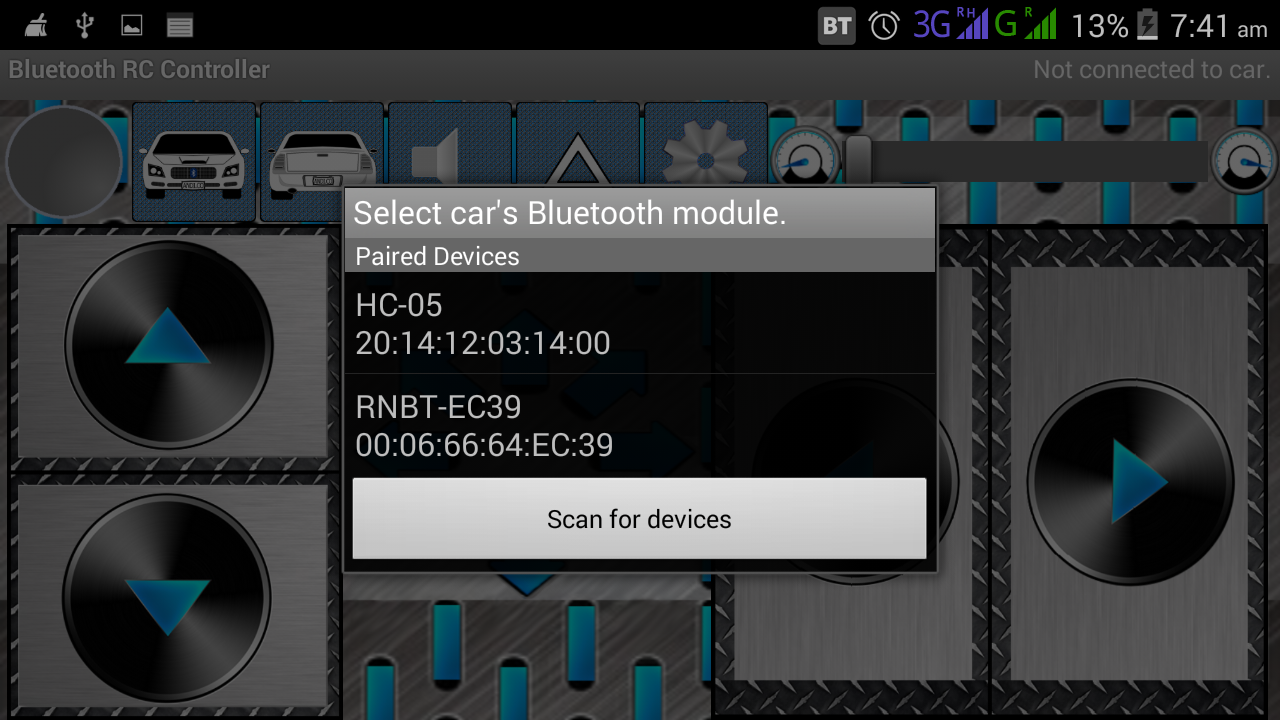 BT 3G RH G R 13% 7:41 am
Bluetooth RC Controller Not connected to car.
Select car's Bluetooth module.
Paired Devices
HC-05
20:14:12:03:14:00
RNBT-EC39
00:06:66:64:EC:39
Scan for devices